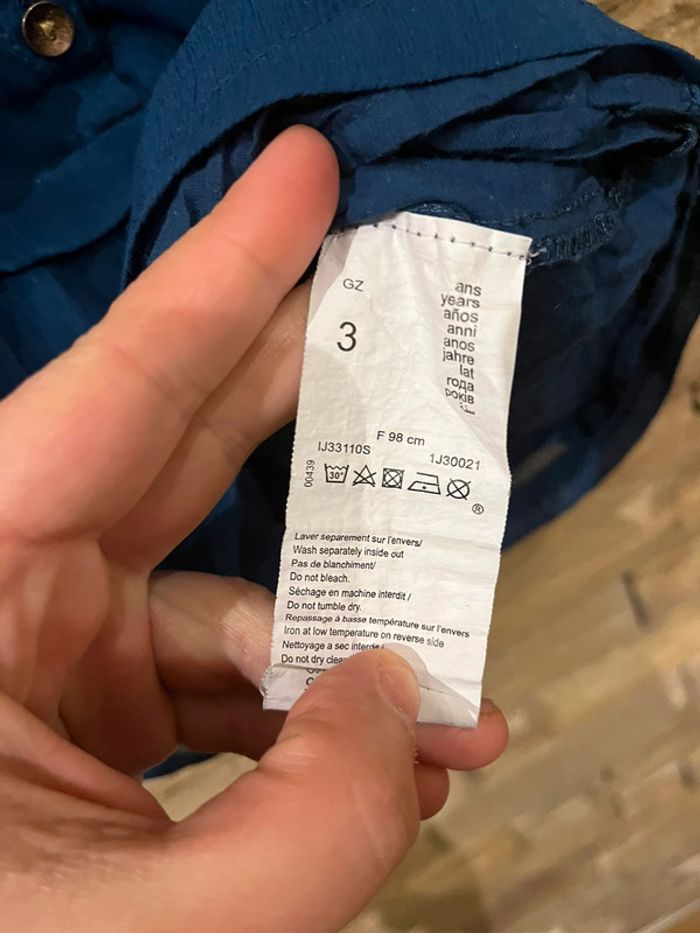 GZ
3
ans
years
años
anni
anos
jahre
lat
года
років
F 98 cm
IJ33110S
1J30021
00439
30°
®
Laver separement sur l'envers/
Wash separately inside out
Pas de blanchiment/
Do not bleach.
Séchage en machine interdit /
Do not tumble dry.
Repassage à basse température sur l'envers
Iron at low temperature on reverse side
Nettoyage a sec interdit /
Do not dry clean